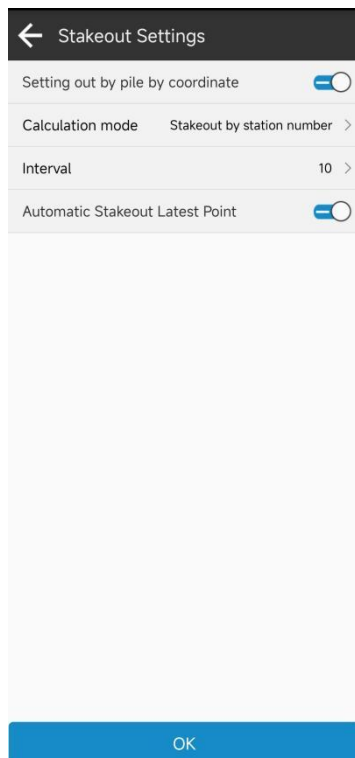 Stakeout Settings
Setting out by pile by coordinate
Calculation mode Stakeout by station number
Interval 10
Automatic Stakeout Latest Point
OK